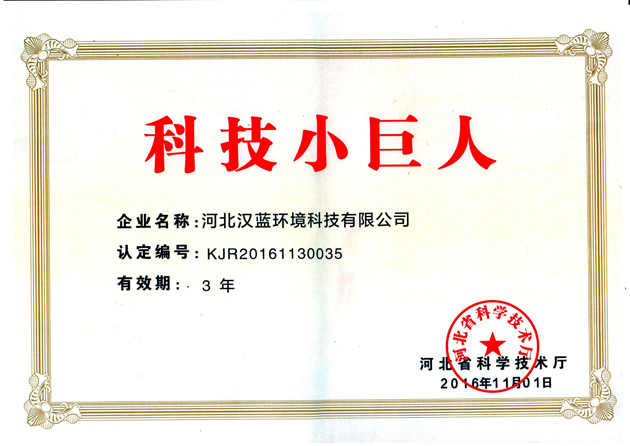 科技小巨人
企业名称:河北汉蓝环境科技有限公司
认定编号:KJR20161130035
有效期:3 年
河北省科学技术厅
河北省科学技术厅
2016年11月01日